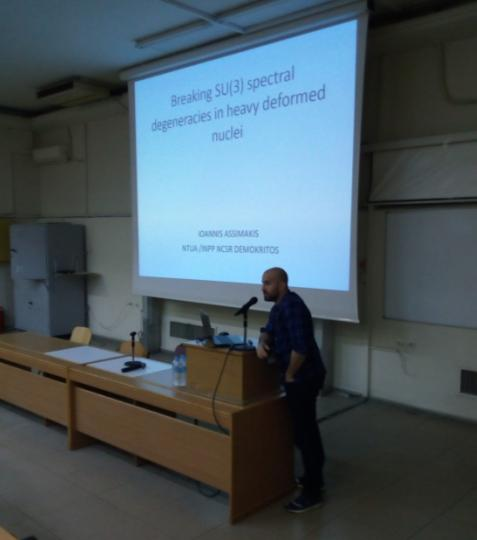 Breaking SU(3) spectral
degeneracies in heavy deformed
nuclei
IOANNIS ASSIMAKIS
NTUA /INPP NCSR DEMOKRITOS